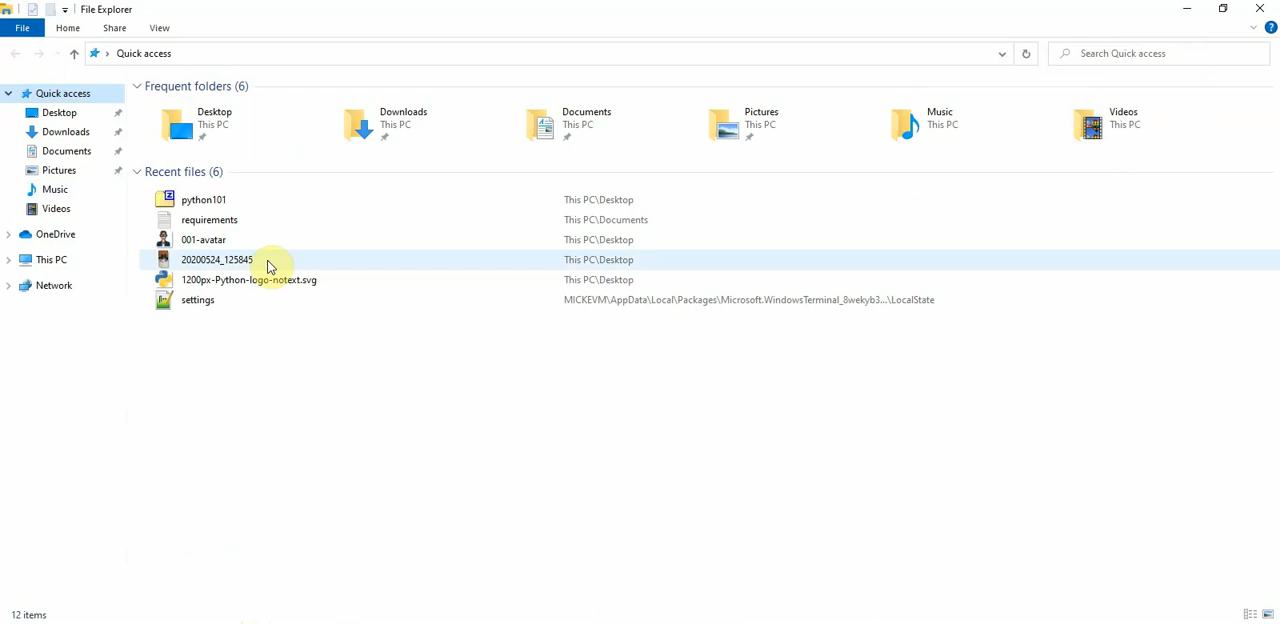 File Explorer
File Home Share View
Quick access Search Quick access
Quick access
Desktop
Downloads
Documents
Pictures
Music
Videos
OneDrive
This PC
Network
Frequent folders (6)
Desktop
This PC
Downloads
This PC
Documents
This PC
Pictures
This PC
Music
This PC
Videos
This PC
Recent files (6)
python101 This PC\Desktop
requirements This PC\Documents
001-avatar This PC\Desktop
20200524_125845 This PC\Desktop
1200px-Python-logo-notext.svg This PC\Desktop
settings MICKEVM\AppData\Local\Packages\Microsoft.WindowsTerminal_8wekyb3...\LocalState
12 items